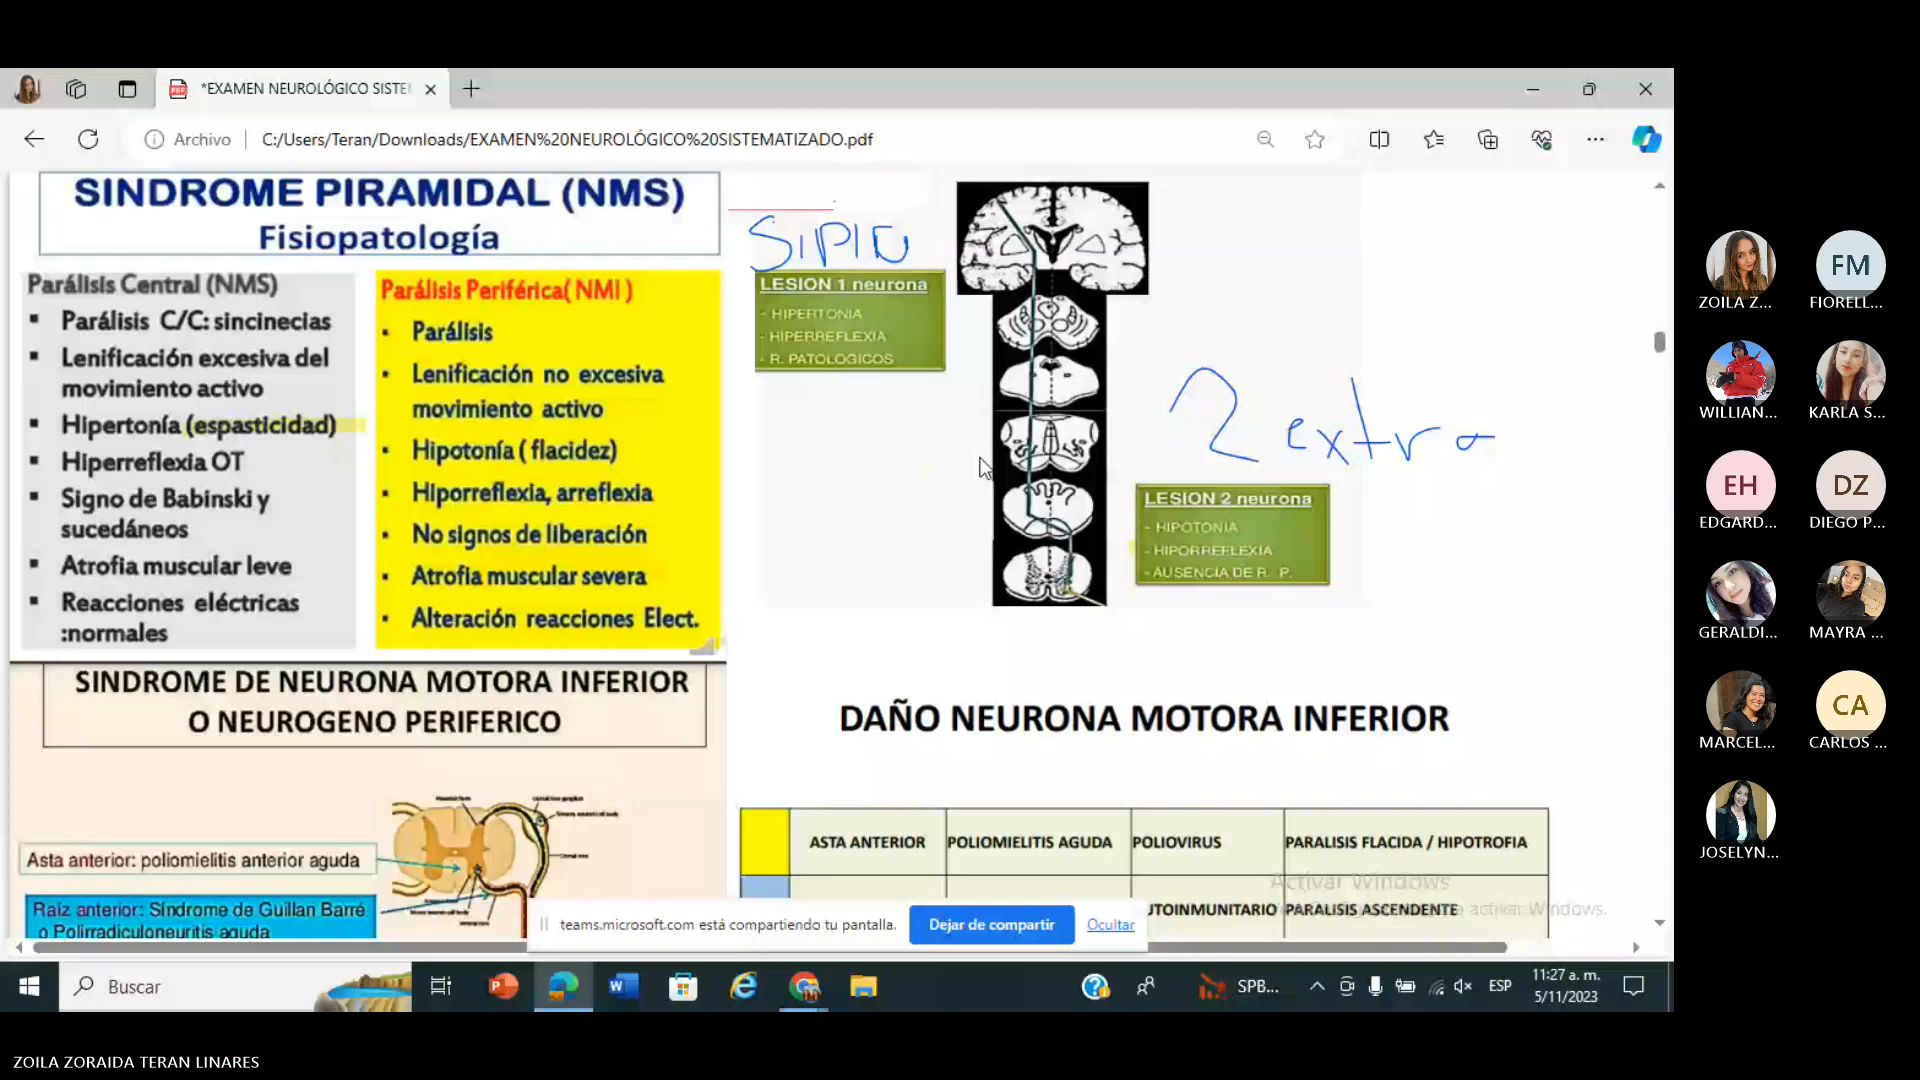 *EXAMEN NEUROLÓGICO SISTE
Archivo
C:/Users/Teran/Downloads/EXAMEN%20NEUROLÓGICO%20SISTEMATIZADO.pdf
SINDROME PIRAMIDAL (NMS)
Fisiopatología
Parálisis Central (NMS)
▪ Parálisis C/C: sincinecias
▪ Lenificación excesiva del
movimiento activo
▪ Hipertonía (espasticidad)
▪ Hiperreflexia OT
▪ Signo de Babinski y
sucedáneos
▪ Atrofia muscular leve
▪ Reacciones eléctricas
:normales
Parálisis Periférica( NMI )
• Parálisis
• Lenificación no excesiva
movimiento activo
• Hipotonía ( flacidez)
• Hiporreflexia, arreflexia
• No signos de liberación
• Atrofia muscular severa
• Alteración reacciones Elect.
LESION 1 neurona
- HIPERTONIA
- HIPERREFLEXIA
- R. PATOLOGICOS
2 extra
LESION 2 neurona
- HIPOTONIA
- HIPORREFLEXIA
- AUSENCIA DE R. P.
SINDROME DE NEURONA MOTORA INFERIOR
O NEUROGENO PERIFERICO
Asta anterior: poliomielitis anterior aguda
Raíz anterior: Síndrome de Guillan Barré
o Polirradiculoneuritis aguda
DAÑO NEURONA MOTORA INFERIOR
ASTA ANTERIOR POLIOMIELITIS AGUDA POLIOVIRUS PARALISIS FLACIDA / HIPOTROFIA
UTOINMUNITARIO PARALISIS ASCENDENTE
Activar Windows
activar Windows.
teams.microsoft.com está compartiendo tu pantalla.
Dejar de compartir
Ocultar
Buscar
SPB...
ESP
11:27 a. m.
5/11/2023
ZOILA Z...
FM
FIORELL...
WILLIAN...
KARLA S...
EH
EDGARD...
DZ
DIEGO P...
GERALDI...
MAYRA ...
MARCEL...
CA
CARLOS ...
JOSELYN...
ZOILA ZORAIDA TERAN LINARES